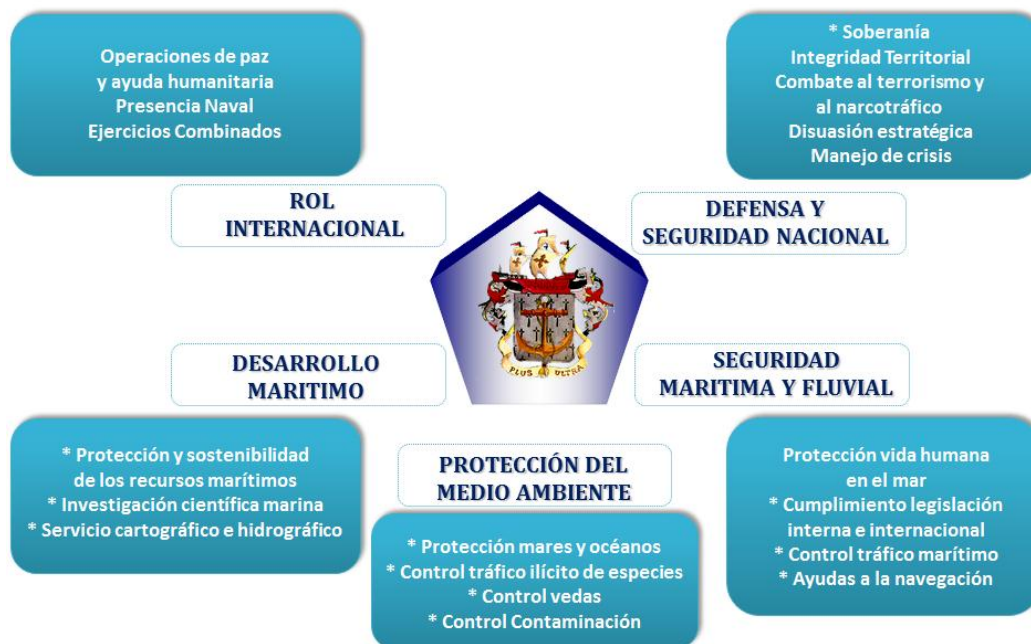 Operaciones de paz
y ayuda humanitaria
Presencia Naval
Ejercicios Combinados
* Soberanía
Integridad Territorial
Combate al terrorismo y
al narcotráfico
Disuasión estratégica
Manejo de crisis
ROL
INTERNACIONAL
DEFENSA Y
SEGURIDAD NACIONAL
PLUS ULTRA
DESARROLLO
MARITIMO
SEGURIDAD
MARITIMA Y FLUVIAL
* Protección y sostenibilidad
de los recursos marítimos
* Investigación científica marina
* Servicio cartográfico e hidrográfico
PROTECCIÓN DEL
MEDIO AMBIENTE
* Protección mares y océanos
* Control tráfico ilícito de especies
* Control vedas
* Control Contaminación
Protección vida humana
en el mar
* Cumplimiento legislación
interna e internacional
* Control tráfico marítimo
* Ayudas a la navegación